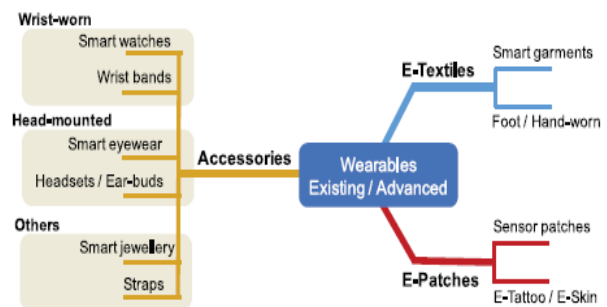 Wrist-worn
Smart watches
Wrist bands
Head-mounted
Smart eyewear
Headsets / Ear-buds
Others
Smart jewellery
Straps
Accessories
Wearables
Existing / Advanced
E-Textiles
Smart garments
Foot / Hand-worn
E-Patches
Sensor patches
E-Tattoo / E-Skin